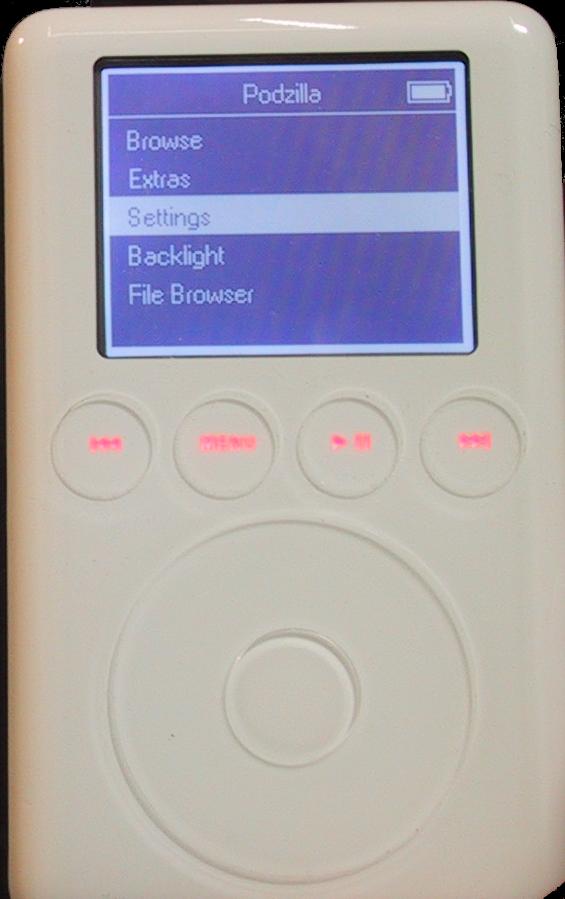 Podzilla
Browse
Extras
Settings
Backlight
File Browser
MENU